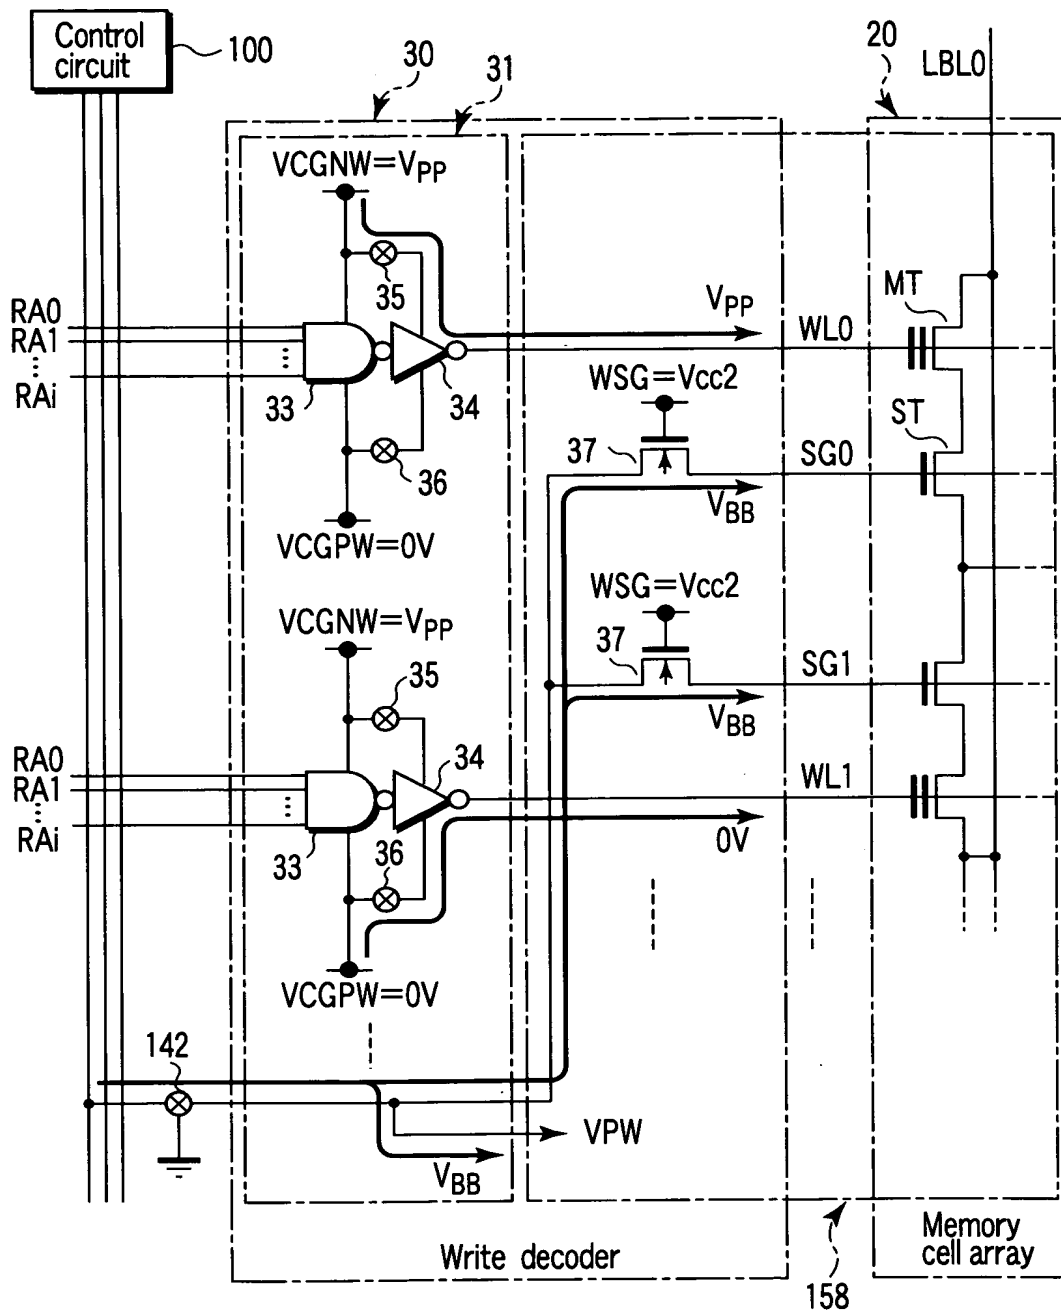 Control
circuit
100
20
LBL0
30
31
VCGNW=VPP
35
MT
RA0
RA1
RAi
VPP
WL0
33
34
WSG=Vcc2
ST
36
37
SG0
VBB
VCGPW=0V
WSG=Vcc2
VCGNW=VPP
37
SG1
35
VBB
34
RA0
RA1
RAi
WL1
0V
33
36
VCGPW=0V
142
VPW
VBB
Write decoder
158
Memory
cell array